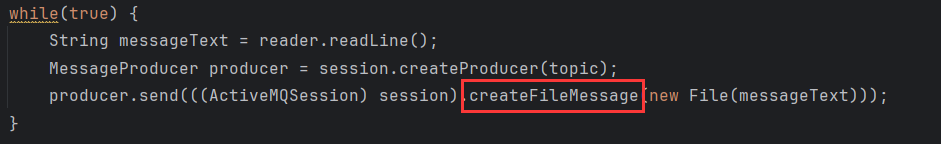 while(true) {
    String messageText = reader.readLine();
    MessageProducer producer = session.createProducer(topic);
    producer.send(((ActiveMQSession) session).createFileMessage(new File(messageText)));
}